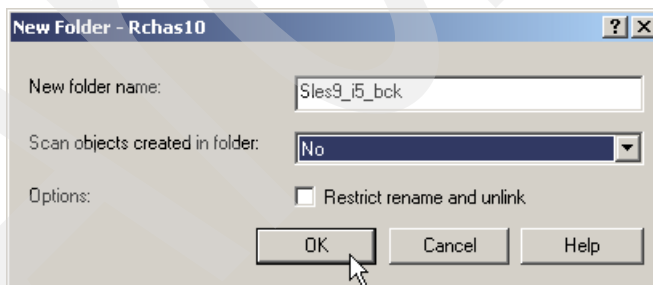 New Folder - Rchas10
New folder name:
Sles9_i5_bck
Scan objects created in folder:
No
Options:
Restrict rename and unlink
OK
Cancel
Help